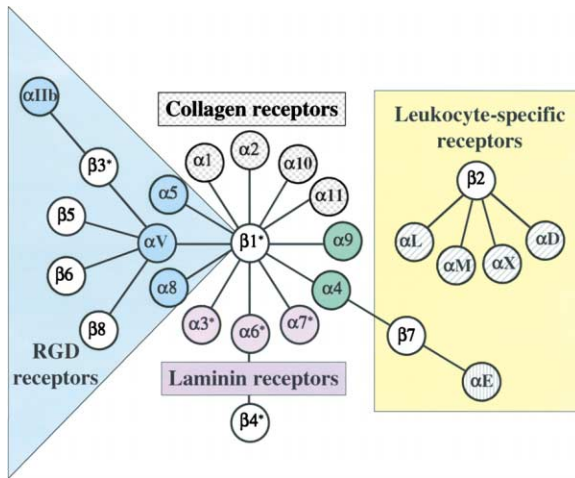 αIIb
β3*
β5
αV
β6
β8
RGD
receptors
α5
α8
Collagen receptors
α1
α2
α10
α11
β1*
α9
α4
α3*
α6*
α7*
Laminin receptors
β4*
Leukocyte-specific
receptors
β2
αL
αM
αX
αD
β7
αE